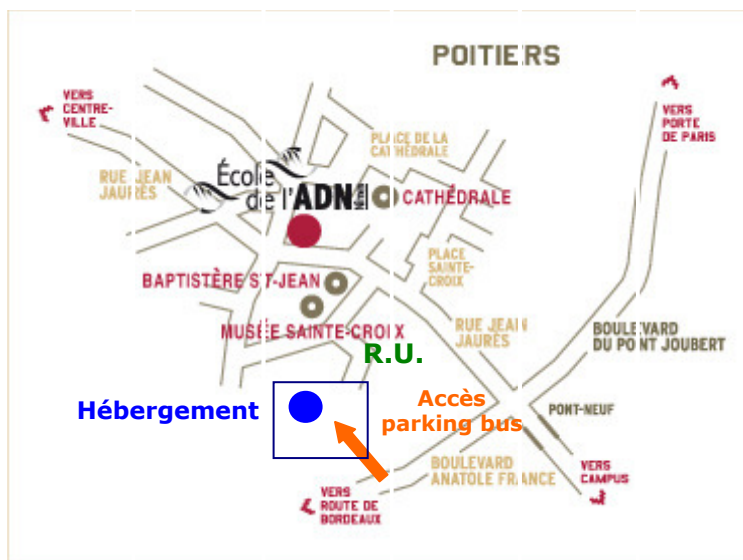 POITIERS
VERS
CENTRE-
VILLE
VERS
PORTE
DE PARIS
PLACE DE LA
CATHÉDRALE
RUE JEAN
JAURÈS
École
de l'ADN
CATHÉDRALE
PLACE
SAINTE-
CROIX
BAPTISTÈRE ST-JEAN
MUSÉE SAINTE-CROIX
RUE JEAN
JAURÈS
BOULEVARD
DU PONT JOUBERT
R.U.
Hébergement
Accès
parking bus
PONT-NEUF
BOULEVARD
ANATOLE FRANCE
VERS
CAMPUS
VERS
ROUTE DE
BORDEAUX